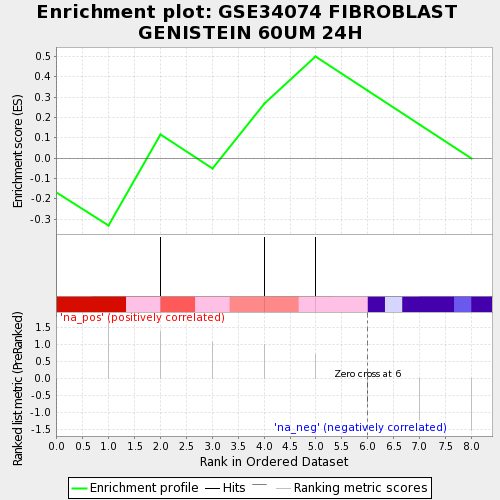 Enrichment plot: GSE34074 FIBROBLAST
GENISTEIN 60UM 24H
Enrichment score (ES)
0.5
0.4
0.3
0.2
0.1
0.0
-0.1
-0.2
-0.3
'na_pos' (positively correlated)
Ranked list metric (PreRanked)
1.5
1.0
0.5
0.0
-0.5
-1.0
-1.5
Zero cross at 6
'na_neg' (negatively correlated)
0.0 0.5 1.0 1.5 2.0 2.5 3.0 3.5 4.0 4.5 5.0 5.5 6.0 6.5 7.0 7.5 8.0
Rank in Ordered Dataset
Enrichment profile Hits Ranking metric scores